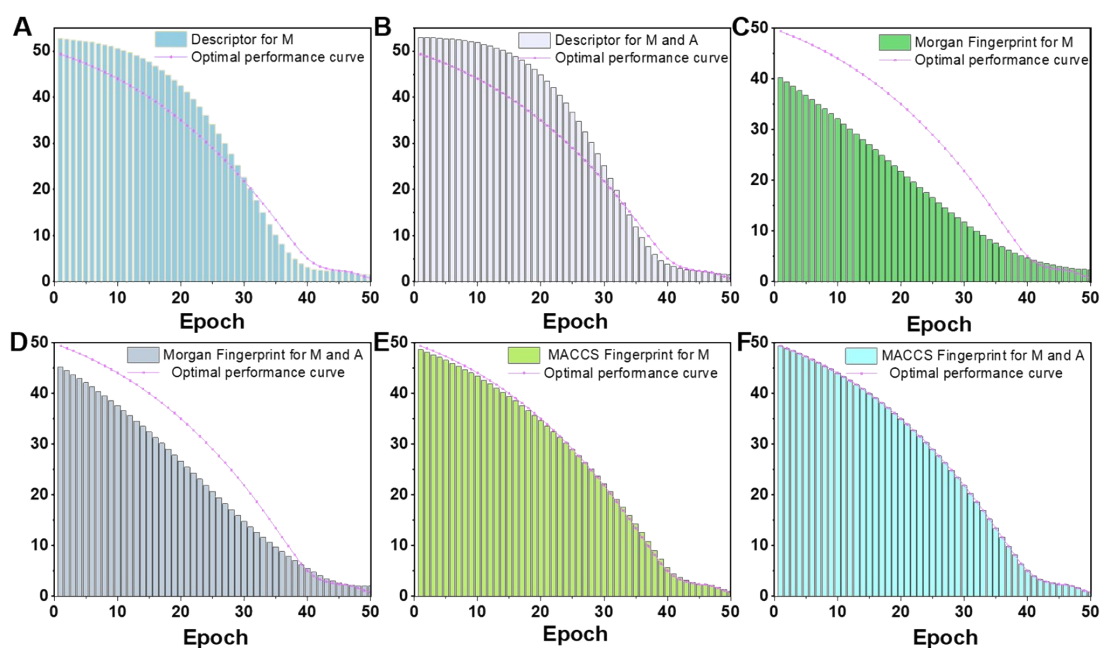 A
Descriptor for M
Optimal performance curve
50
40
30
20
10
0
0 10 20 30 40 50
Epoch
B
Descriptor for M and A
Optimal performance curve
50
40
30
20
10
0
0 10 20 30 40 50
Epoch
C
Morgan Fingerprint for M
Optimal performance curve
50
40
30
20
10
0
0 10 20 30 40 50
Epoch
D
Morgan Fingerprint for M and A
Optimal performance curve
50
40
30
20
10
0
0 10 20 30 40 50
Epoch
E
MACCS Fingerprint for M
Optimal performance curve
50
40
30
20
10
0
0 10 20 30 40 50
Epoch
F
MACCS Fingerprint for M and A
Optimal performance curve
50
40
30
20
10
0
0 10 20 30 40 50
Epoch